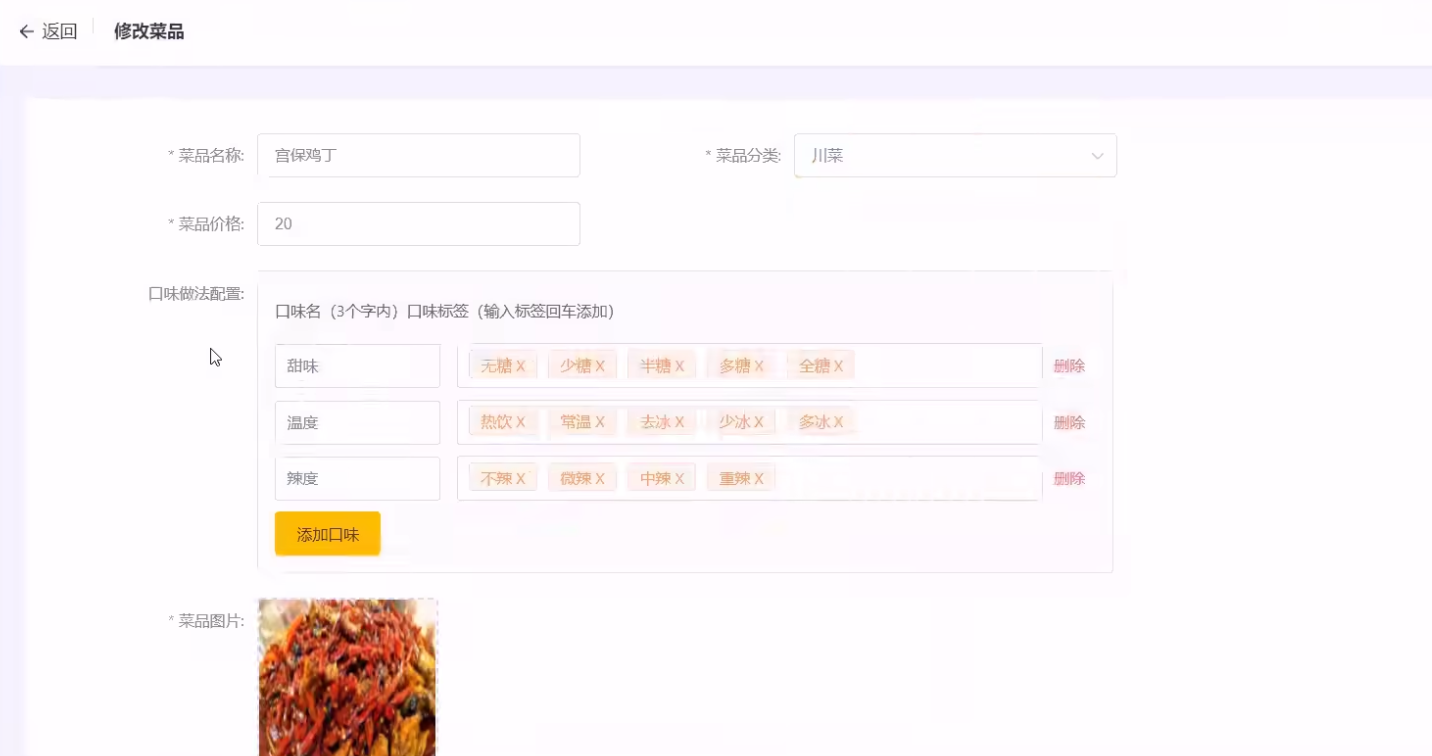 返回 修改菜品
* 菜品名称: 宫保鸡丁 * 菜品分类: 川菜
* 菜品价格: 20
口味做法配置:
口味名（3个字内）口味标签（输入标签回车添加）
甜味 无糖 X 少糖 X 半糖 X 多糖 X 全糖 X 删除
温度 热饮 X 常温 X 去冰 X 少冰 X 多冰 X 删除
辣度 不辣 X 微辣 X 中辣 X 重辣 X 删除
添加口味
* 菜品图片: